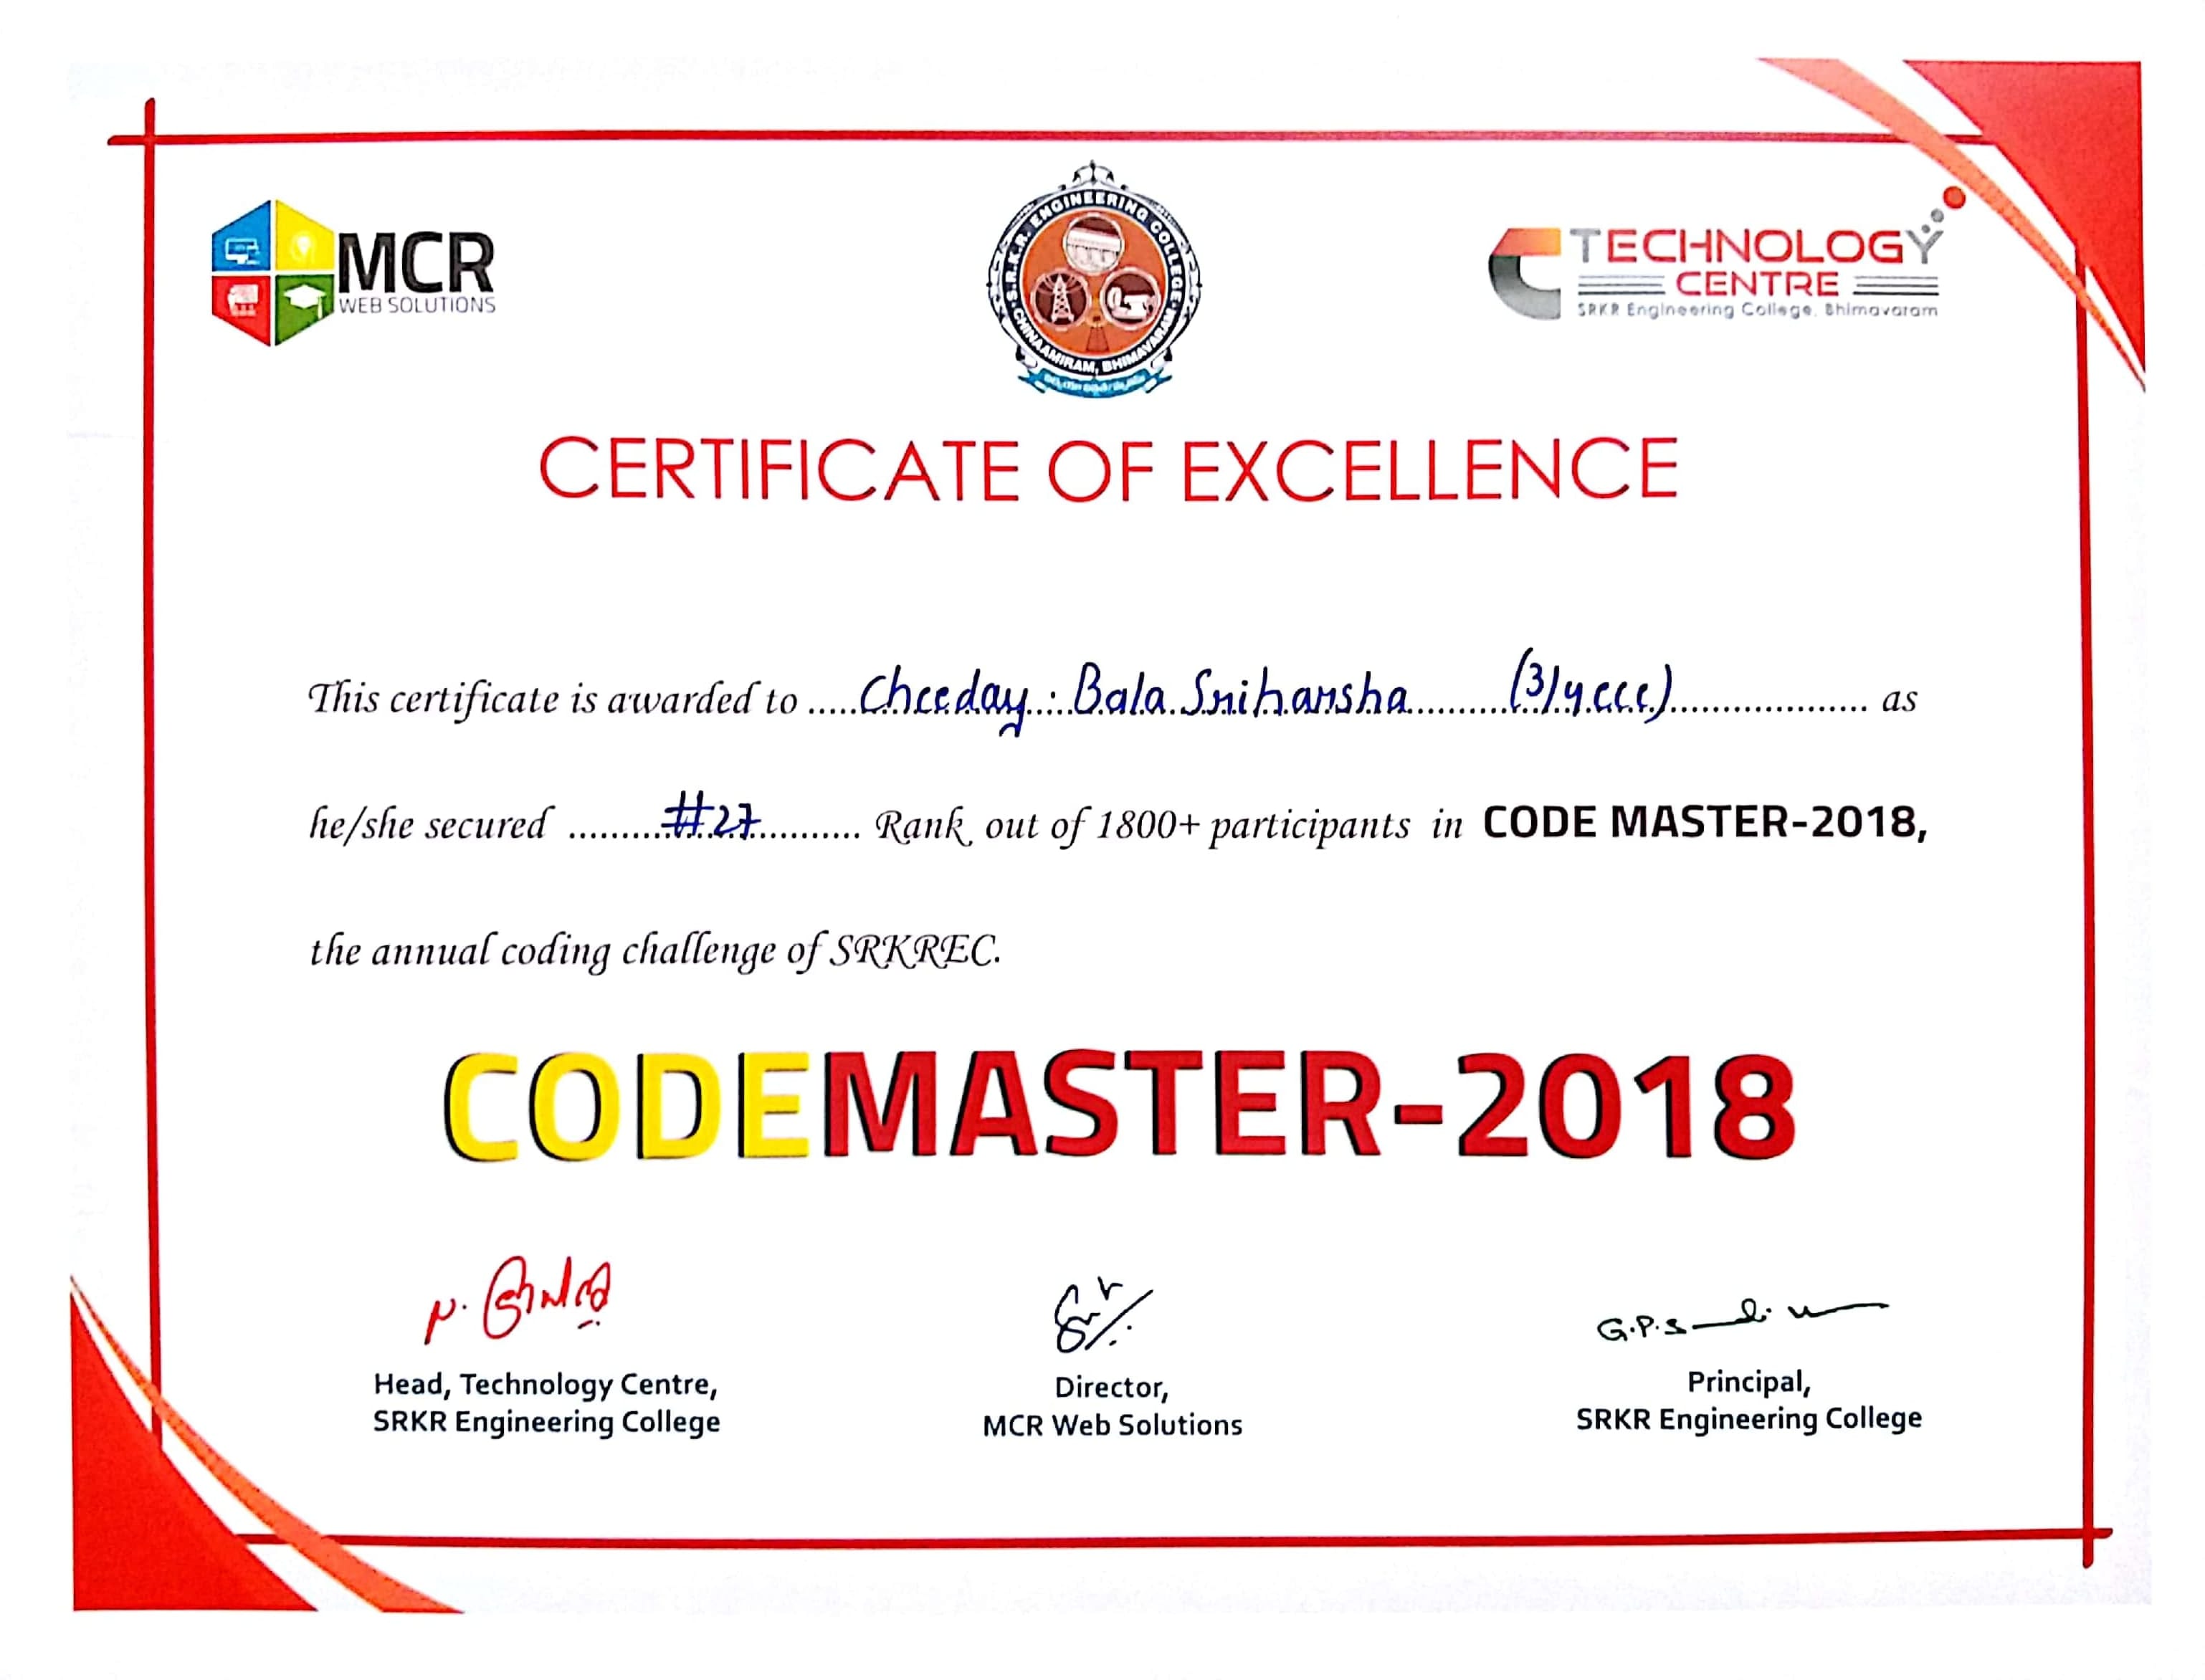 MCR
WEB SOLUTIONS
S.R.K.R. ENGINEERING COLLEGE
CHINAAMIRAM, BHIMAVARAM
TECHNOLOGY
CENTRE
SRKR Engineering College, Bhimavaram
CERTIFICATE OF EXCELLENCE
This certificate is awarded to Cheeday : Bala Sriharsha (3/4 ece) as
he/she secured #27 Rank out of 1800+ participants in CODE MASTER-2018,
the annual coding challenge of SRKREC.
CODEMASTER-2018
G.P.S
Head, Technology Centre,
SRKR Engineering College
Director,
MCR Web Solutions
Principal,
SRKR Engineering College